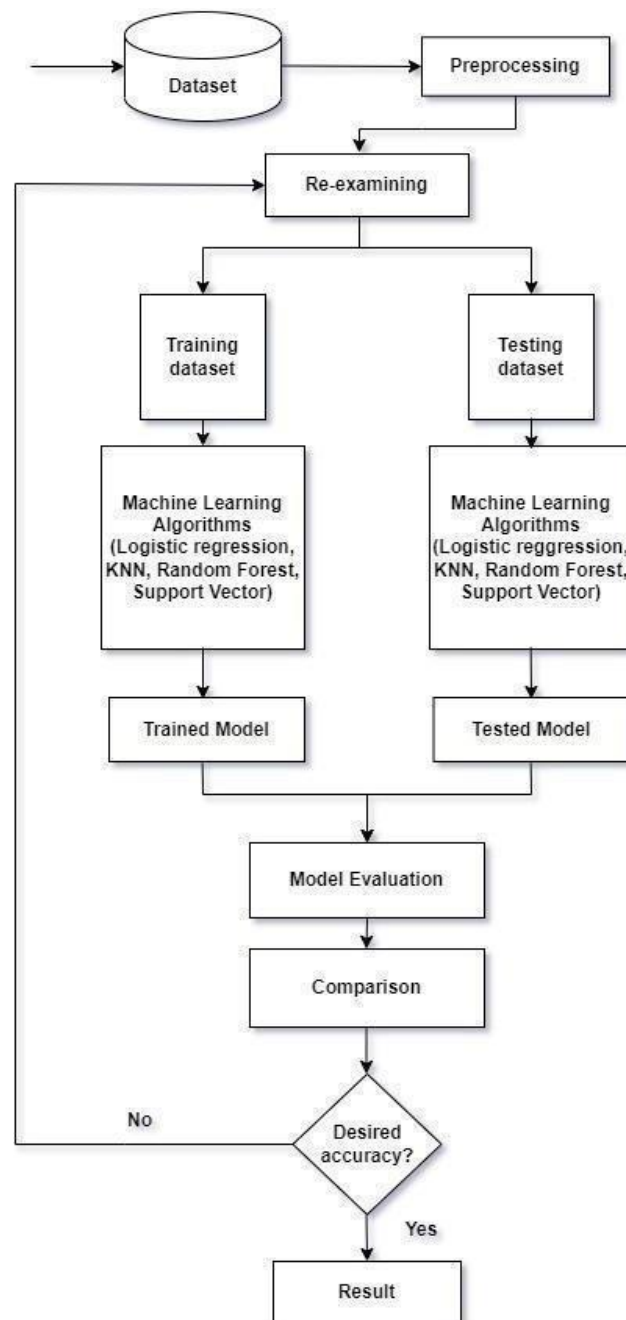 Dataset
Preprocessing
Re-examining
Training
dataset
Testing
dataset
Machine Learning
Algorithms
(Logistic regression,
KNN, Random Forest,
Support Vector)
Machine Learning
Algorithms
(Logistic reggression,
KNN, Random Forest,
Support Vector)
Trained Model
Tested Model
Model Evaluation
Comparison
Desired
accuracy?
No
Yes
Result